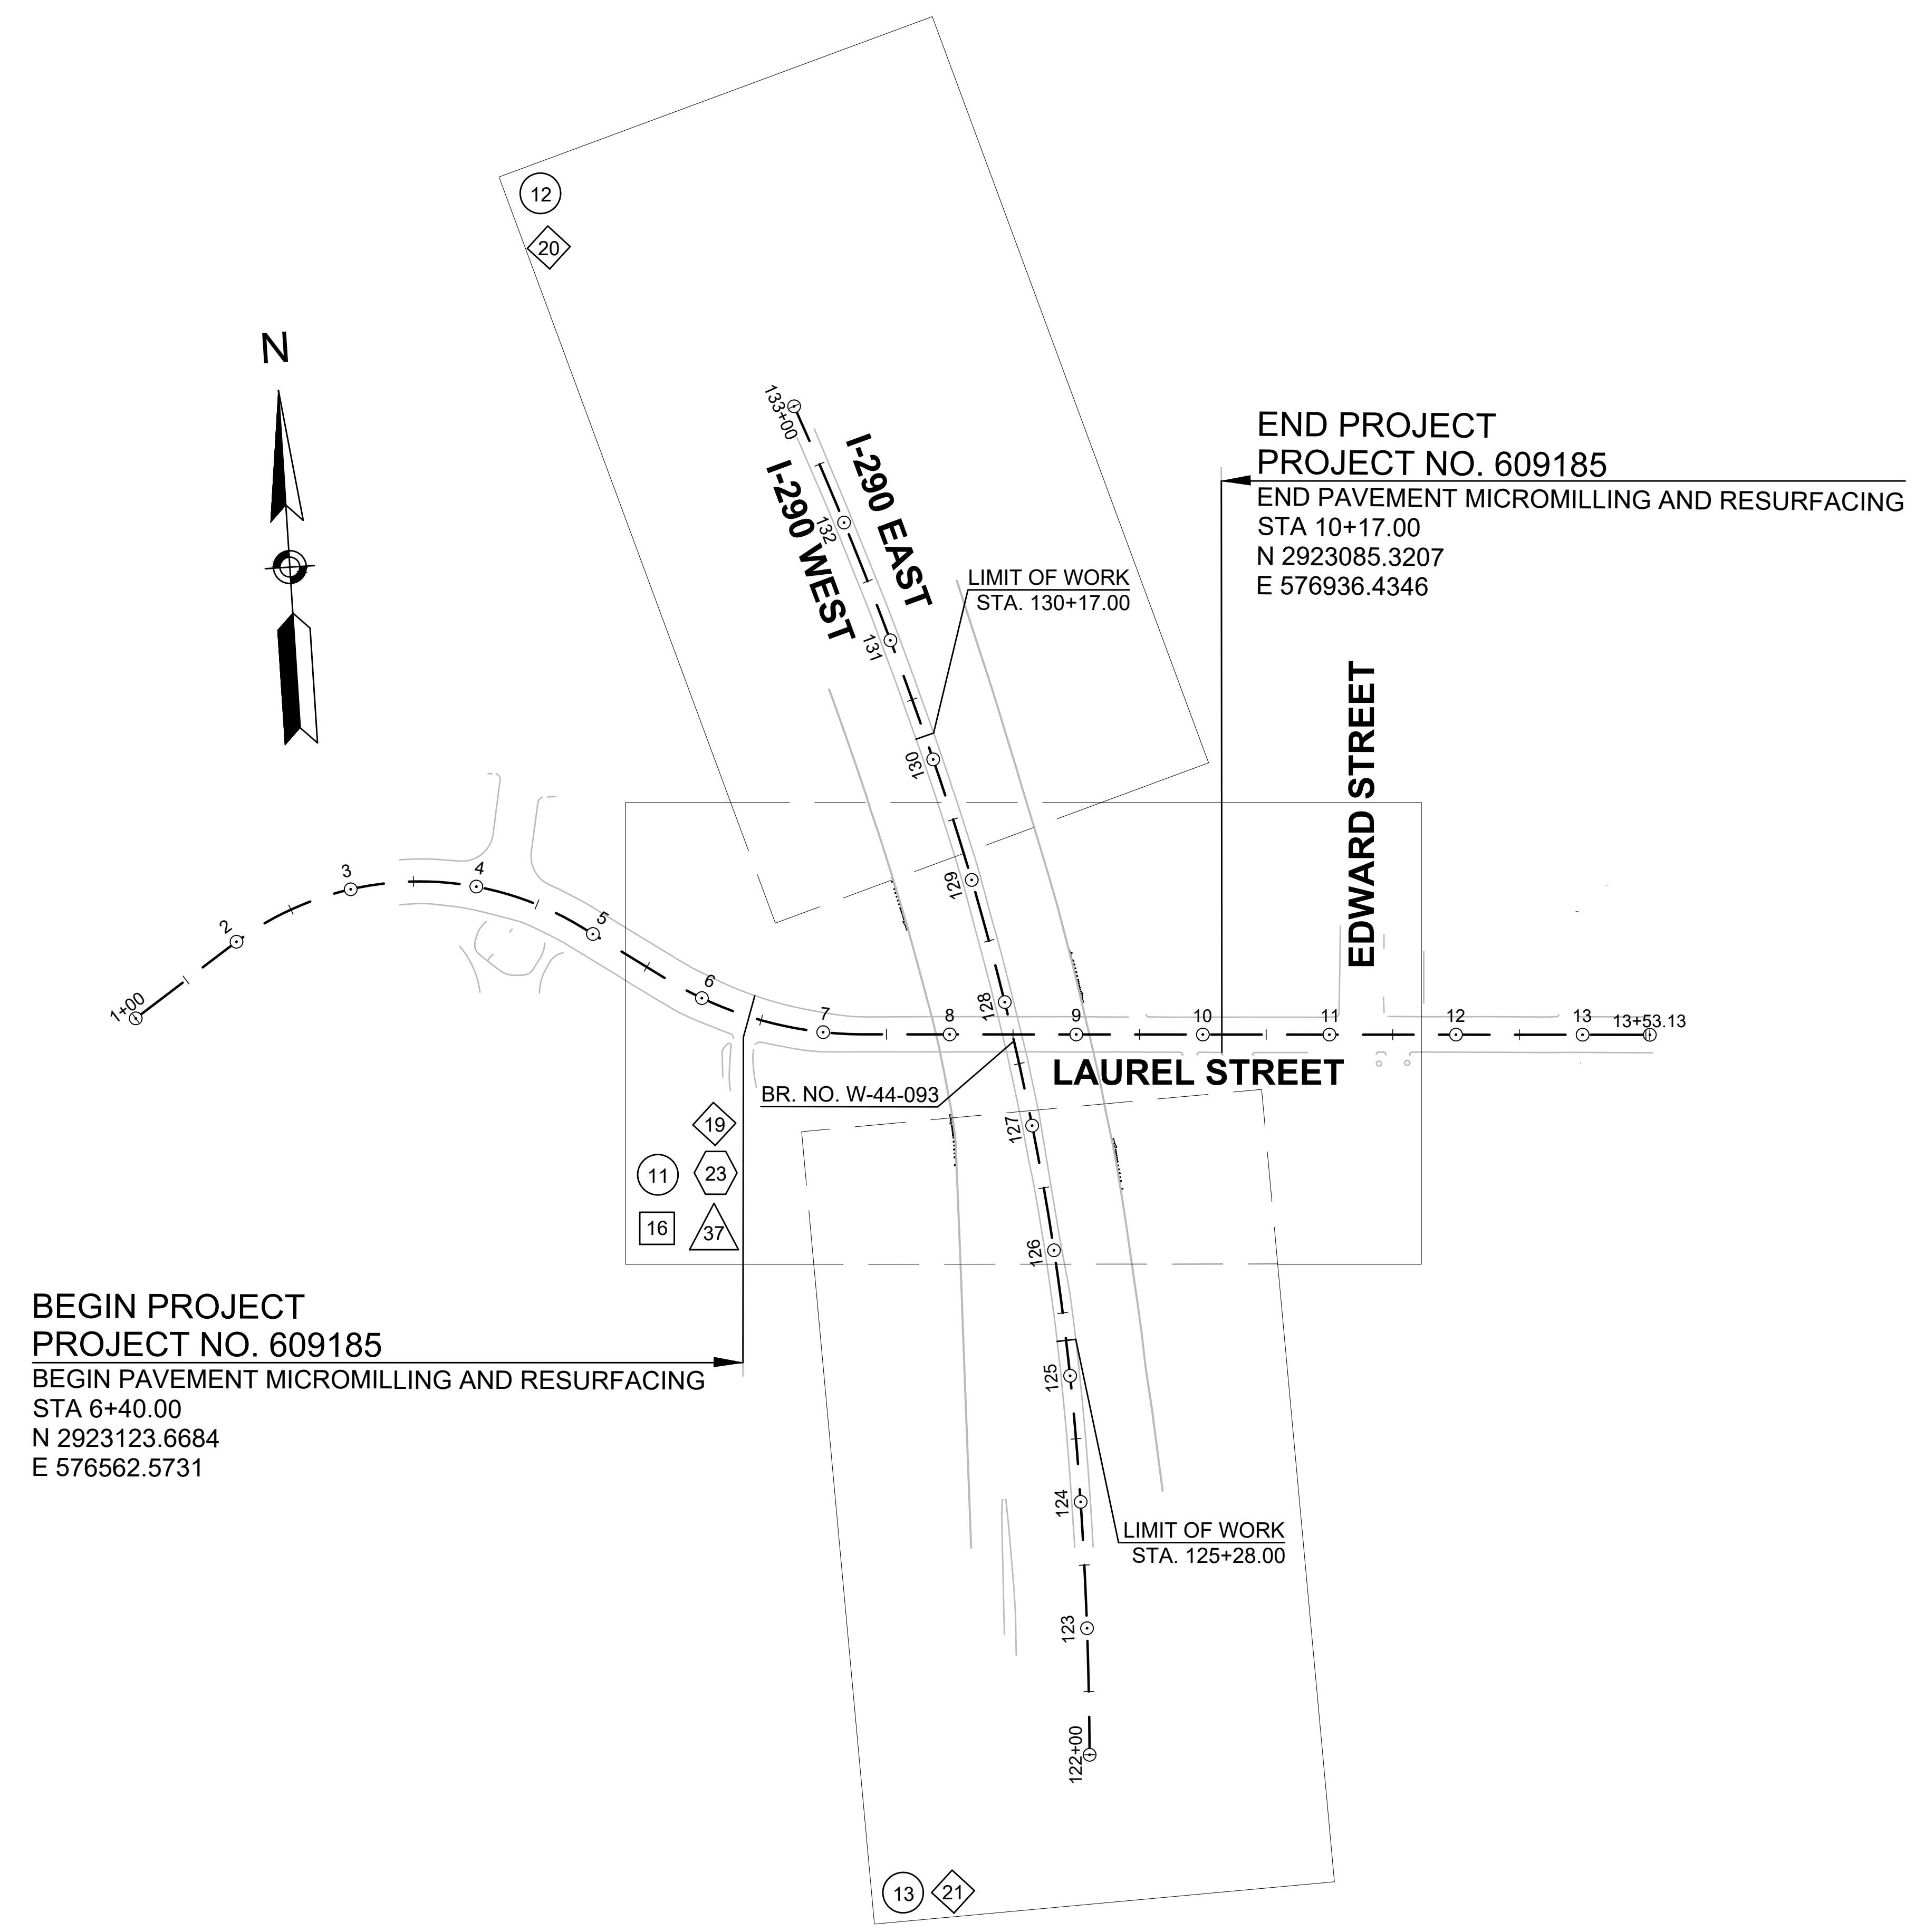 12
20
N
133+00
I-290 EAST
I-290 WEST
132
131
130
129
128
127
126
125
124
123
122+00
LIMIT OF WORK
STA. 130+17.00
END PROJECT
PROJECT NO. 609185
END PAVEMENT MICROMILLING AND RESURFACING
STA 10+17.00
N 2923085.3207
E 576936.4346
EDWARD STREET
1+00
2
3
4
5
6
7
8
9
10
11
12
13
13+53.13
LAUREL STREET
BR. NO. W-44-093
19
11
23
16
37
BEGIN PROJECT
PROJECT NO. 609185
BEGIN PAVEMENT MICROMILLING AND RESURFACING
STA 6+40.00
N 2923123.6684
E 576562.5731
LIMIT OF WORK
STA. 125+28.00
13
21